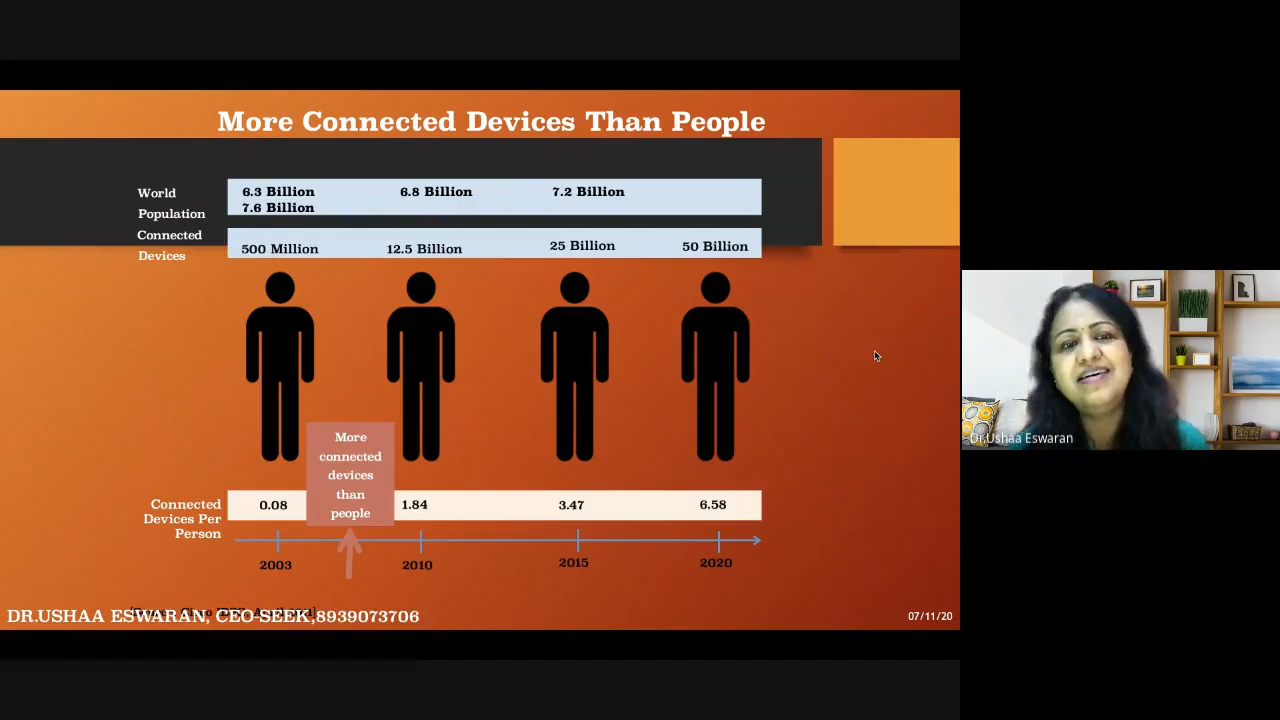 More Connected Devices Than People
World
Population
6.3 Billion 6.8 Billion 7.2 Billion
7.6 Billion
Connected
Devices
500 Million 12.5 Billion 25 Billion 50 Billion
More
connected
devices
than
people
Connected
Devices Per
Person
0.08 1.84 3.47 6.58
2003 2010 2015 2020
DR.USHAA ESWARAN, CEO-SEEK,8939073706
07/11/20
Dr.Ushaa Eswaran